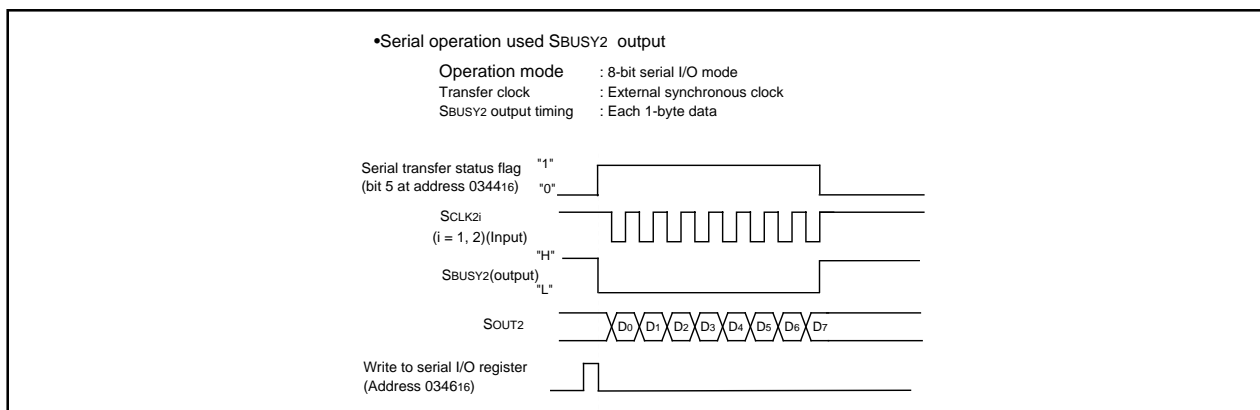 •Serial operation used SBUSY2 output
Operation mode : 8-bit serial I/O mode
Transfer clock : External synchronous clock
SBUSY2 output timing : Each 1-byte data
Serial transfer status flag "1"
(bit 5 at address 034416) "0"
SCLK2i
(i = 1, 2)(Input)
"H"
SBUSY2(output)
"L"
SOUT2 D0 D1 D2 D3 D4 D5 D6 D7
Write to serial I/O register
(Address 034616)